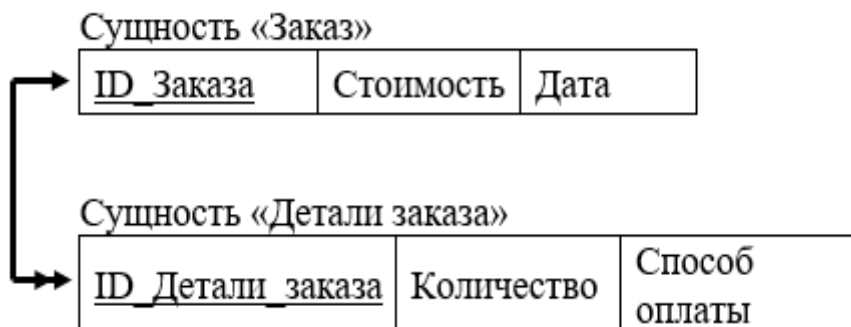 Сущность «Заказ»
ID_Заказа Стоимость Дата
Сущность «Детали заказа»
ID_Детали_заказа Количество Способ
оплаты